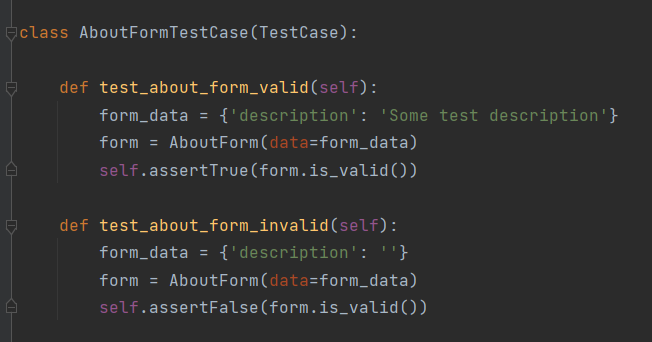 class AboutFormTestCase(TestCase):
def test_about_form_valid(self):
form_data = {'description': 'Some test description'}
form = AboutForm(data=form_data)
self.assertTrue(form.is_valid())
def test_about_form_invalid(self):
form_data = {'description': ''}
form = AboutForm(data=form_data)
self.assertFalse(form.is_valid())